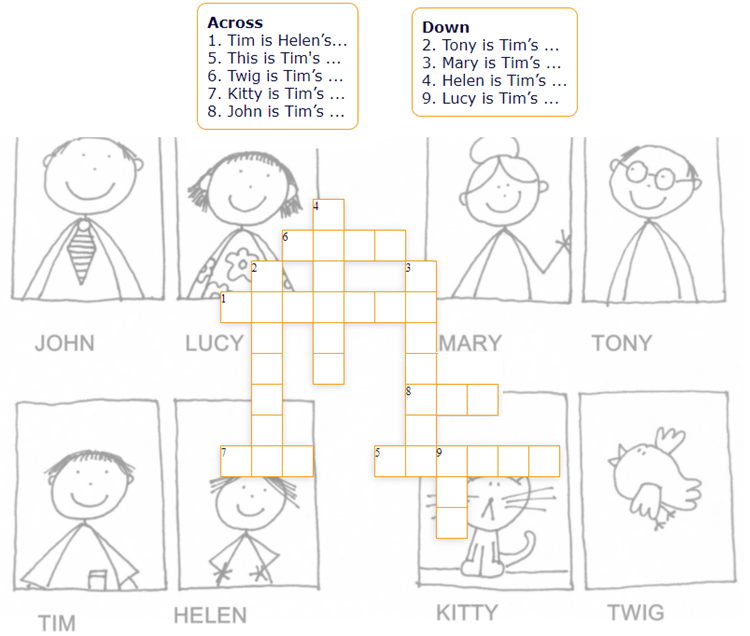 Across
1. Tim is Helen’s...
5. This is Tim's ...
6. Twig is Tim’s ...
7. Kitty is Tim’s ...
8. John is Tim’s ...
Down
2. Tony is Tim’s ...
3. Mary is Tim’s ...
4. Helen is Tim’s ...
9. Lucy is Tim’s ...
4
6
2 3
1
JOHN LUCY MARY TONY
8
7 5 9
TIM HELEN KITTY TWIG